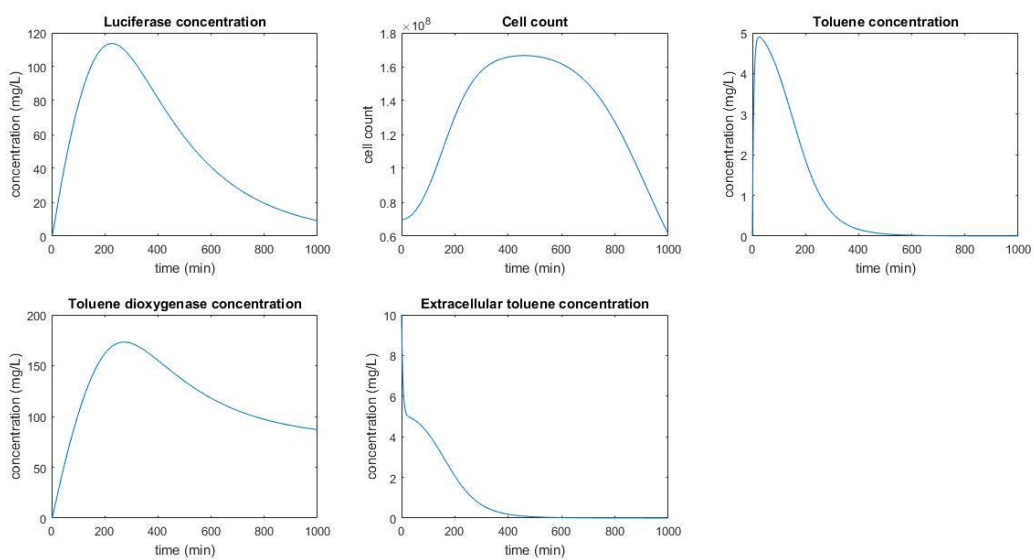 Luciferase concentration
120
100
80
60
40
20
0
concentration (mg/L)
0 200 400 600 800 1000
time (min)
Cell count
×10⁸
1.8
1.6
1.4
1.2
1
0.8
0.6
cell count
0 200 400 600 800 1000
time (min)
Toluene concentration
5
4
3
2
1
0
concentration (mg/L)
0 200 400 600 800 1000
time (min)
Toluene dioxygenase concentration
200
150
100
50
0
concentration (mg/L)
0 200 400 600 800 1000
time (min)
Extracellular toluene concentration
10
8
6
4
2
0
concentration (mg/L)
0 200 400 600 800 1000
time (min)